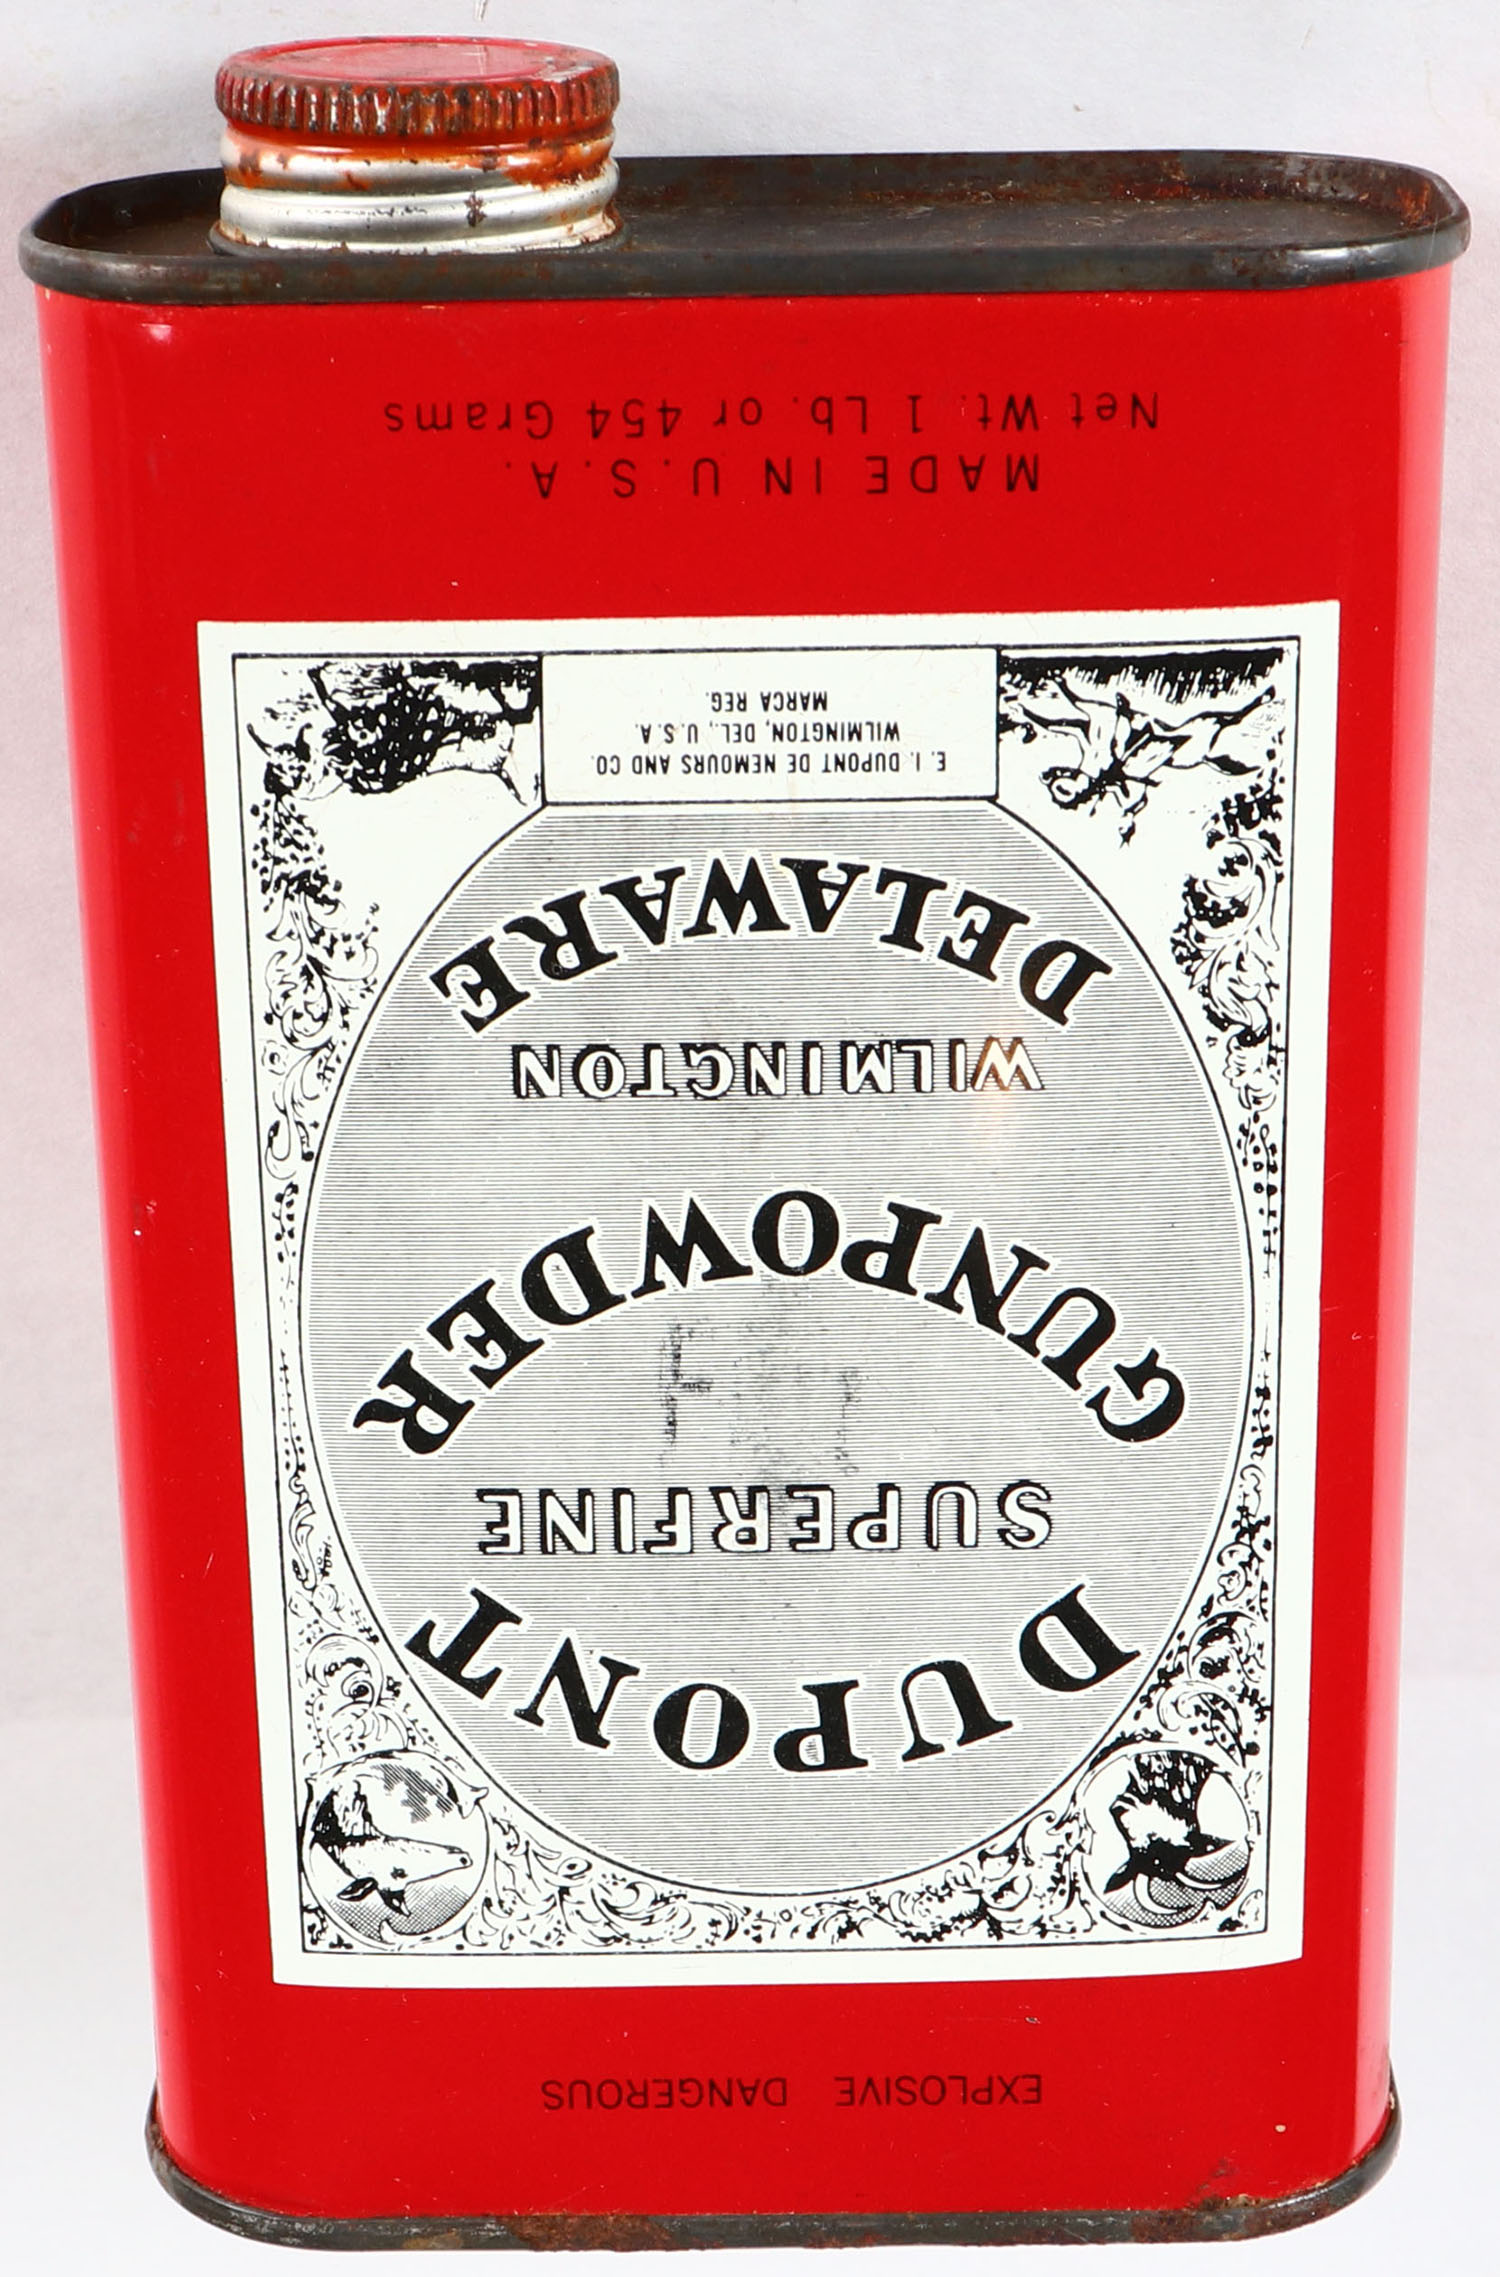 EXPLOSIVE DANGEROUS
DUPONT
SUPERFINE
GUNPOWDER
WILMINGTON
DELAWARE
E. I. DUPONT DE NEMOURS AND CO.
WILMINGTON, DEL., U.S.A.
MARCA REG.
MADE IN U.S.A.
Net Wt. 1 Lb. or 454 Grams